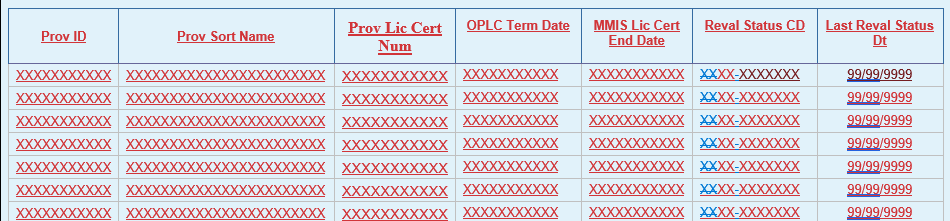 Prov ID Prov Sort Name Prov Lic Cert Num OPLC Term Date MMIS Lic Cert End Date Reval Status CD Last Reval Status Dt
XXXXXXXXXXX XXXXXXXXXXXXXXXXXXXXXXX XXXXXXXXXXX XXXXXXXXXXX XXXXXXXXXXX XXXX-XXXXXXX 99/99/9999
XXXXXXXXXXX XXXXXXXXXXXXXXXXXXXXXXX XXXXXXXXXXX XXXXXXXXXXX XXXXXXXXXXX XXXX-XXXXXXX 99/99/9999
XXXXXXXXXXX XXXXXXXXXXXXXXXXXXXXXXX XXXXXXXXXXX XXXXXXXXXXX XXXXXXXXXXX XXXX-XXXXXXX 99/99/9999
XXXXXXXXXXX XXXXXXXXXXXXXXXXXXXXXXX XXXXXXXXXXX XXXXXXXXXXX XXXXXXXXXXX XXXX-XXXXXXX 99/99/9999
XXXXXXXXXXX XXXXXXXXXXXXXXXXXXXXXXX XXXXXXXXXXX XXXXXXXXXXX XXXXXXXXXXX XXXX-XXXXXXX 99/99/9999
XXXXXXXXXXX XXXXXXXXXXXXXXXXXXXXXXX XXXXXXXXXXX XXXXXXXXXXX XXXXXXXXXXX XXXX-XXXXXXX 99/99/9999
XXXXXXXXXXX XXXXXXXXXXXXXXXXXXXXXXX XXXXXXXXXXX XXXXXXXXXXX XXXXXXXXXXX XXXX-XXXXXXX 99/99/9999